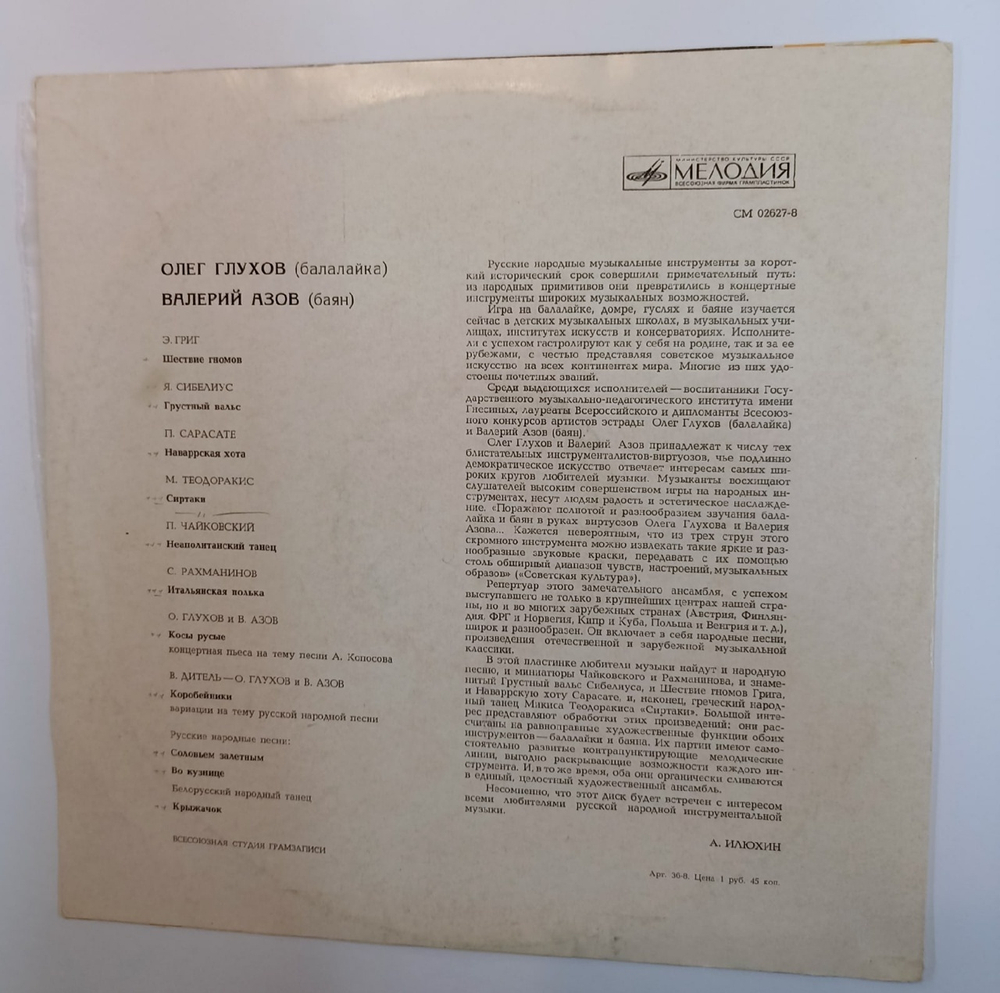 МИНИСТЕРСТВО КУЛЬТУРЫ СССР
МЕЛОДИЯ
ВСЕСОЮЗНАЯ ФИРМА ГРАМПЛАСТИНОК
СМ 02627-8
ОЛЕГ ГЛУХОВ (балалайка)
ВАЛЕРИЙ АЗОВ (баян)
Э. ГРИГ
Шествие гномов
Я. СИБЕЛИУС
Грустный вальс
П. САРАСАТЕ
Наваррская хота
М. ТЕОДОРАКИС
Сиртаки
П. ЧАЙКОВСКИЙ
Неаполитанский танец
С. РАХМАНИНОВ
Итальянская полька
О. ГЛУХОВ и В. АЗОВ
Косы русые
концертная пьеса на тему песни А. Колосова
В. ДИТЕЛЬ — О. ГЛУХОВ и В. АЗОВ
Коробейники
вариации на тему русской народной песни
Русские народные песни:
Соловьем залетным
Во кузнице
Белорусский народный танец
Крыжачок
ВСЕСОЮЗНАЯ СТУДИЯ ГРАМЗАПИСИ
Русские народные музыкальные инструменты за корот-
кий исторический срок совершили примечательный путь:
из народных примитивов они превратились в концертные
инструменты широких музыкальных возможностей.
Игра на балалайке, домре, гуслях и баяне изучается
сейчас в детских музыкальных школах, в музыкальных учи-
лищах, институтах искусств и консерваториях. Исполните-
ли с успехом гастролируют как у себя на родине, так и за ее
рубежами, с честью представляя советское музыкальное
искусство на всех континентах мира. Многие из них удо-
стоены почетных званий.
Среди выдающихся исполнителей — воспитанники Госу-
дарственного музыкально-педагогического института имени
Гнесиных, лауреаты Всероссийского и дипломанты Всесоюз-
ного конкурсов артистов эстрады Олег Глухов (балалайка)
и Валерий Азов (баян).
Олег Глухов и Валерий Азов принадлежат к числу тех
блистательных инструменталистов-виртуозов, чье подлинно
демократическое искусство отвечает интересам самых ши-
роких кругов любителей музыки. Музыканты восхищают
слушателей высоким совершенством игры на народных ин-
струментах, несут людям радость и эстетическое наслажде-
ние. «Поражают полнотой и разнообразием звучания бала-
лайка и баян в руках виртуозов Олега Глухова и Валерия
Азова... Кажется невероятным, что из трех струн этого
скромного инструмента можно извлекать такие яркие и раз-
нообразные звуковые краски, передавать с их помощью
столь обширный диапазон чувств, настроений, музыкальных
образов» («Советская культура»).
Репертуар этого замечательного ансамбля, с успехом
выступавшего не только в крупнейших центрах нашей стра-
ны, но и во многих зарубежных странах (Австрия, Финлян-
дия, ФРГ и Норвегия, Кипр и Куба, Польша и Венгрия и т. д.),
широк и разнообразен. Он включает в себя народные песни,
произведения отечественной и зарубежной музыкальной
классики.
В этой пластинке любители музыки найдут и народную
песню, и миниатюры Чайковского и Рахманинова, и знаме-
нитый Грустный вальс Сибелиуса, и Шествие гномов Грига,
и Наваррскую хоту Сарасате, и, наконец, греческий народ-
ный танец Микиса Теодоракиса «Сиртаки». Большой инте-
рес представляют обработки этих произведений: они рас-
считаны на равноправные художественные функции обоих
инструментов — балалайки и баяна. Их партии имеют само-
стоятельно развитые контрапунктирующие мелодические
линии, выгодно раскрывающие возможности каждого ин-
струмента. И, в то же время, оба они органически сливаются
в единый, целостный художественный ансамбль.
Несомненно, что этот диск будет встречен с интересом
всеми любителями русской народной инструментальной
музыки.
А. ИЛЮХИН
Арт. 36-8. Цена 1 руб. 45 коп.